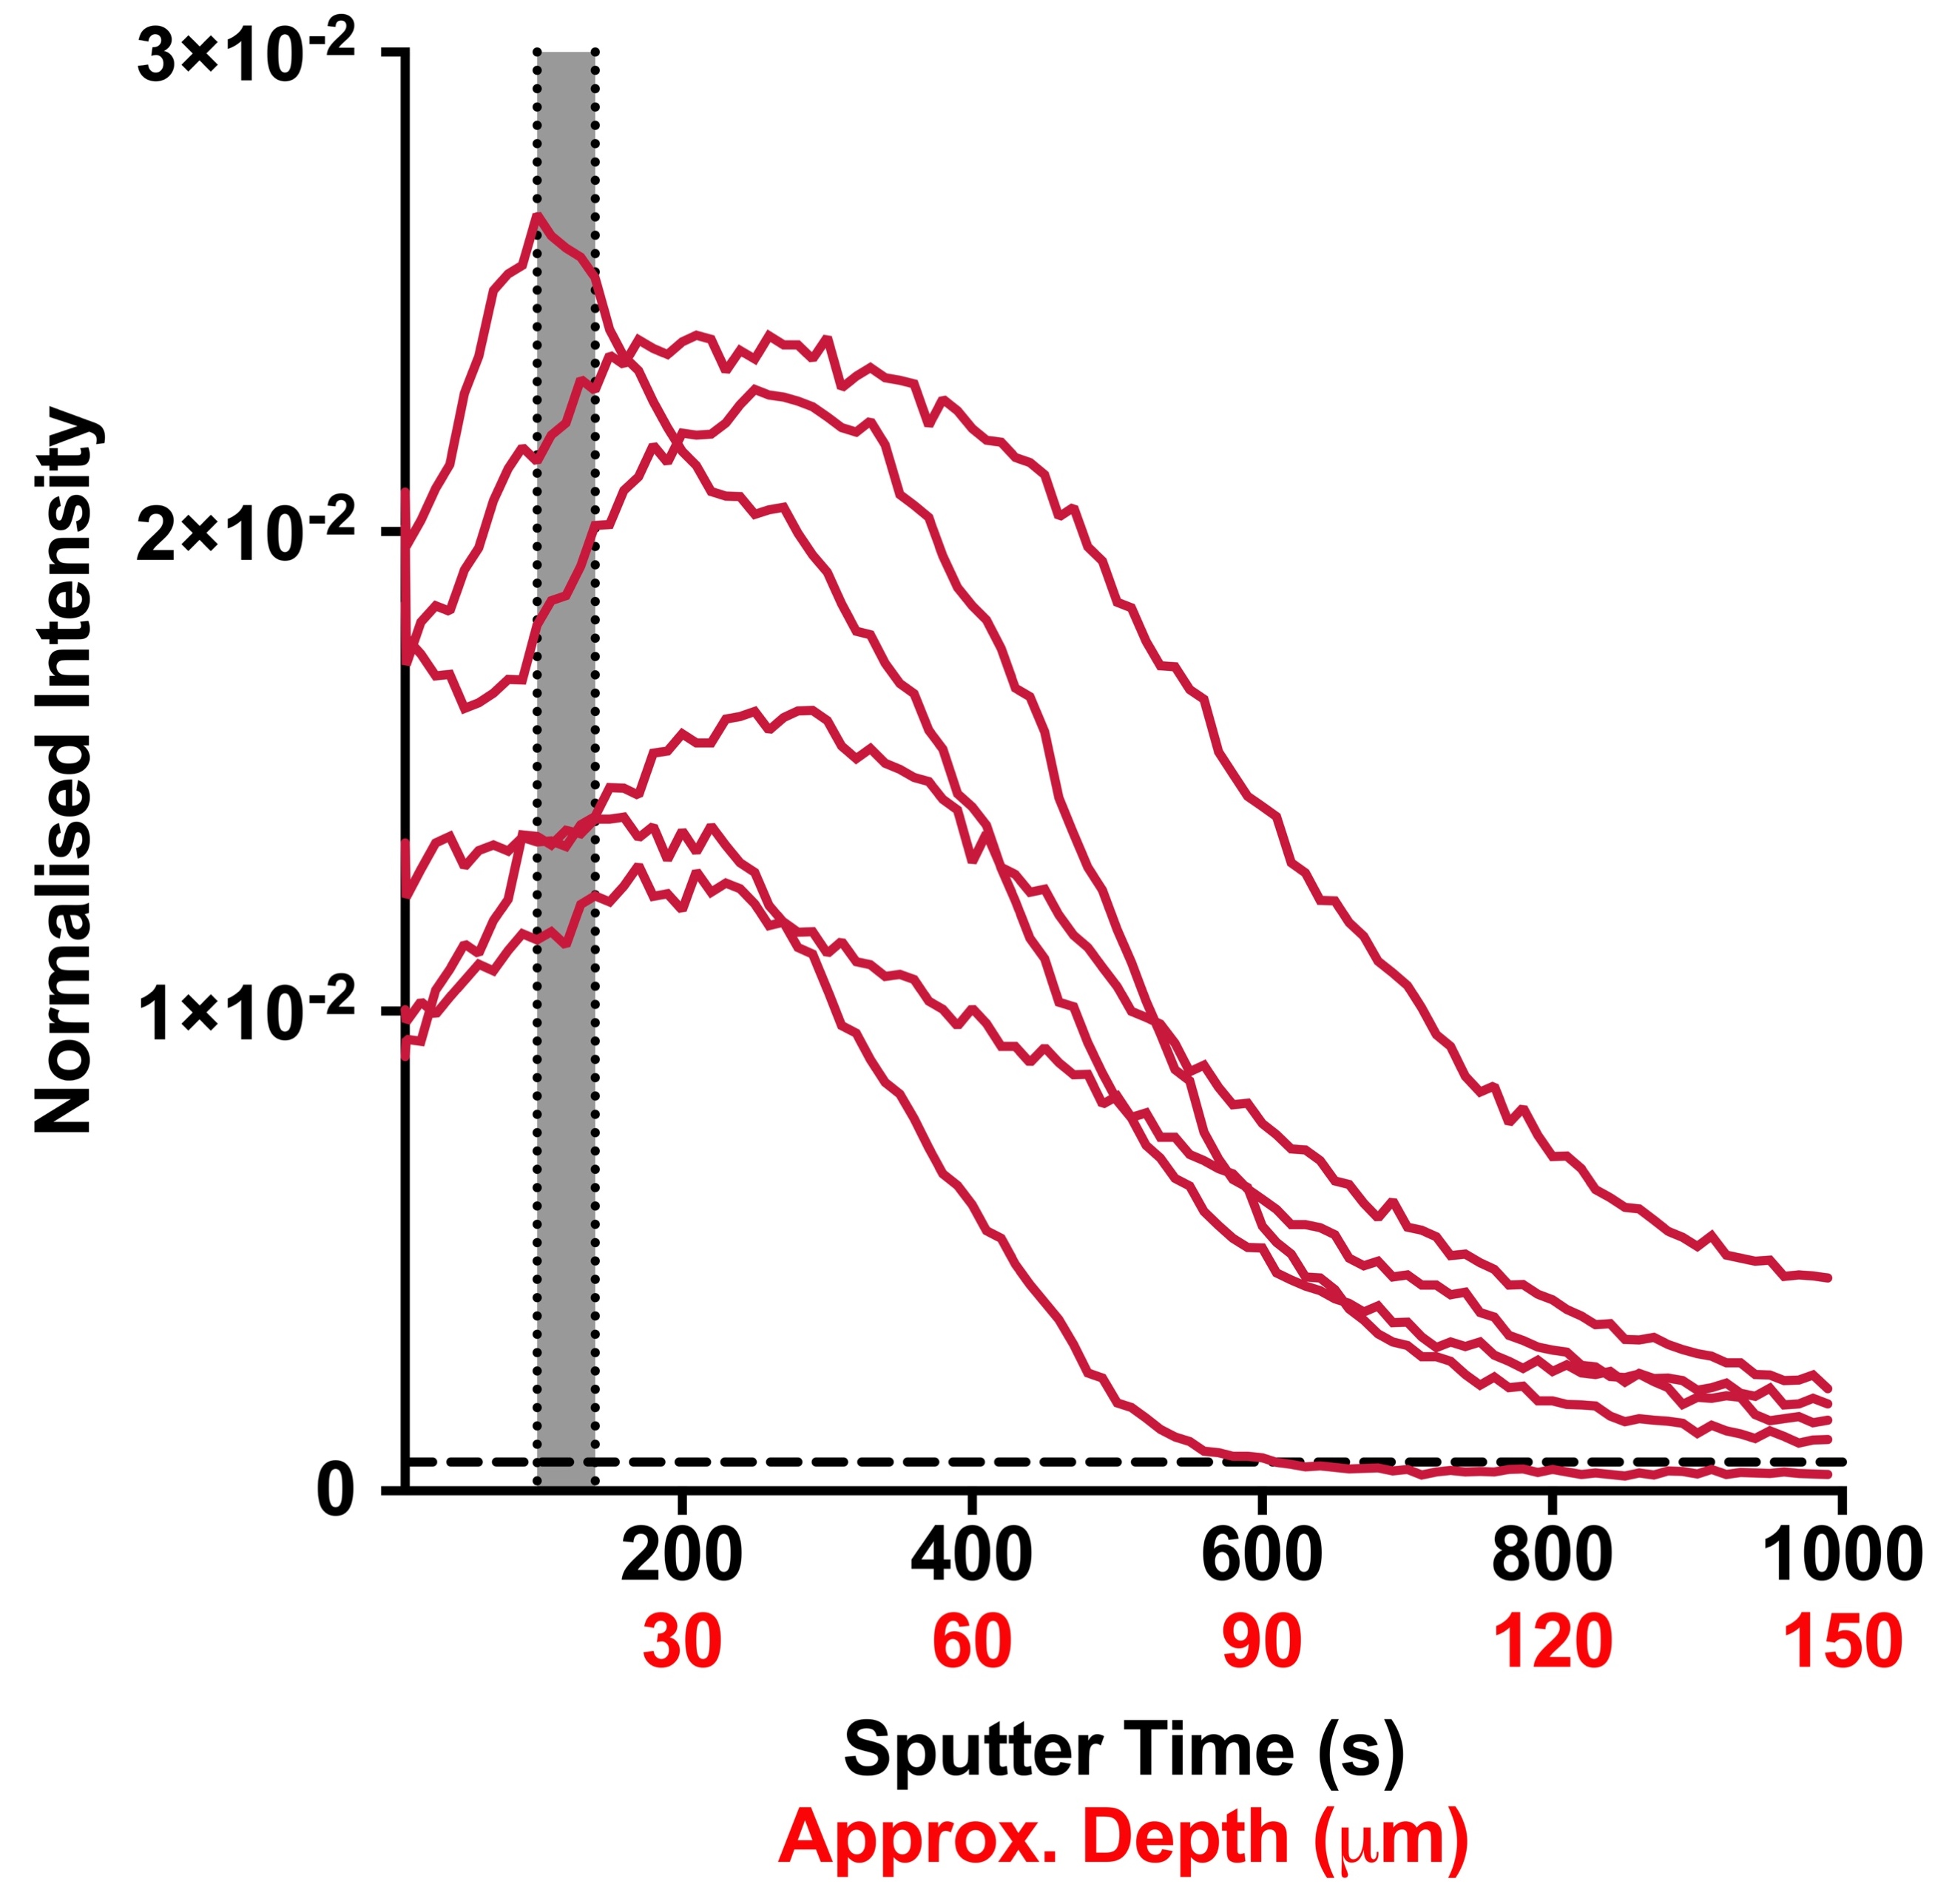 3×10-2
2×10-2
1×10-2
0
Normalised Intensity
200 400 600 800 1000
30 60 90 120 150
Sputter Time (s)
Approx. Depth (μm)